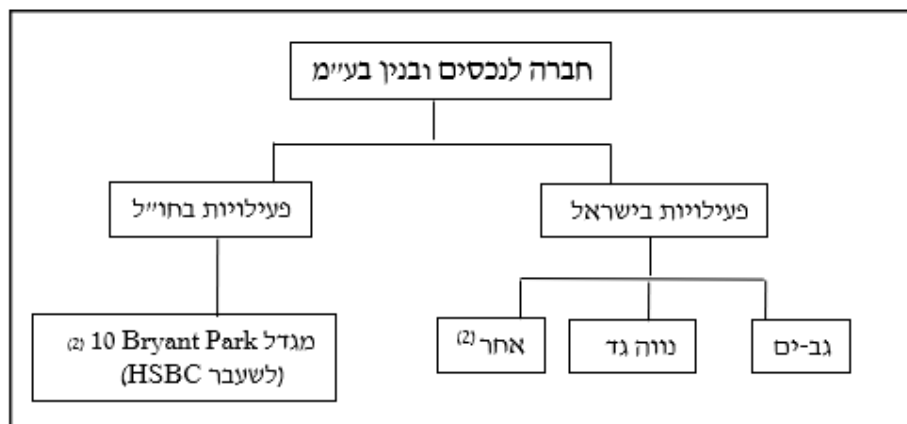 חברה לנכסים ובנין בע"מ
פעילויות בישראל
פעילויות בחו"ל
גב-ים
נווה גד
אחר (2)
מגדל 10 Bryant Park (2)
(לשעבר HSBC)